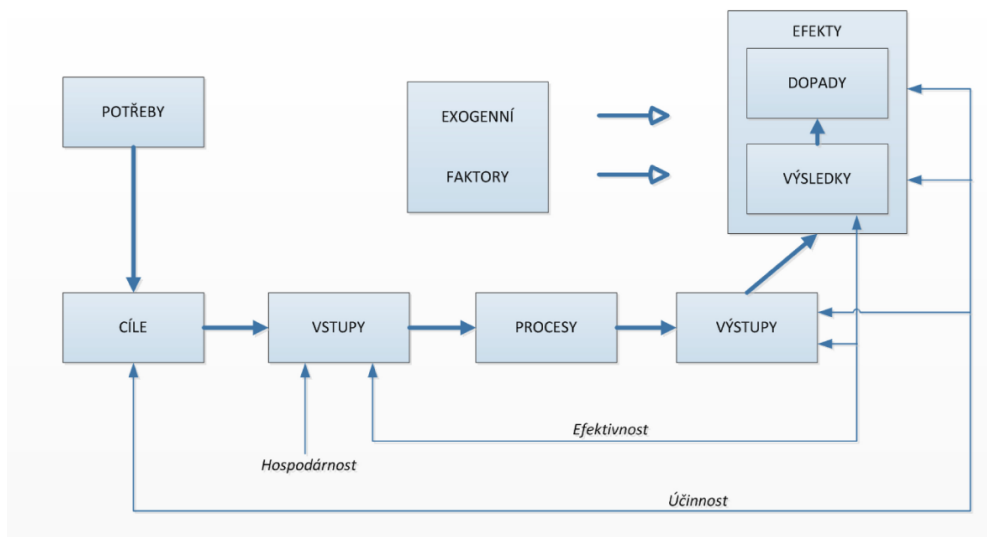 EFEKTY
DOPADY
POTŘEBY
EXOGENNÍ
FAKTORY
VÝSLEDKY
CÍLE
VSTUPY
PROCESY
VÝSTUPY
Efektivnost
Hospodárnost
Účinnost